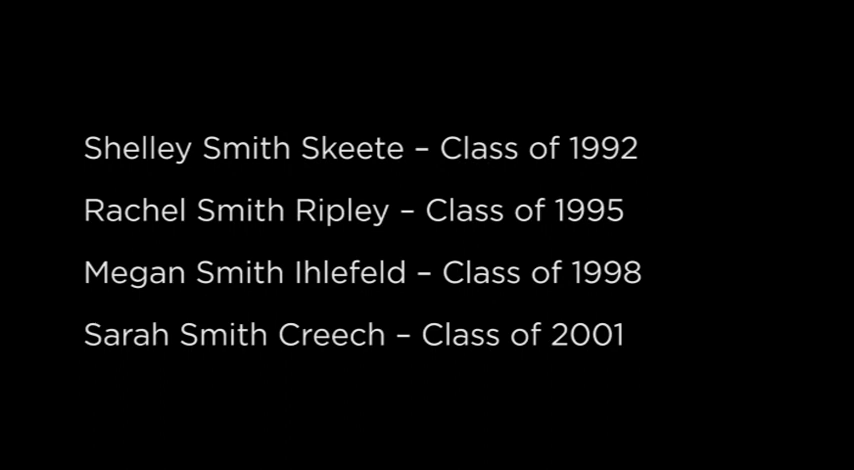 Shelley Smith Skeete – Class of 1992
Rachel Smith Ripley – Class of 1995
Megan Smith Ihlefeld – Class of 1998
Sarah Smith Creech – Class of 2001